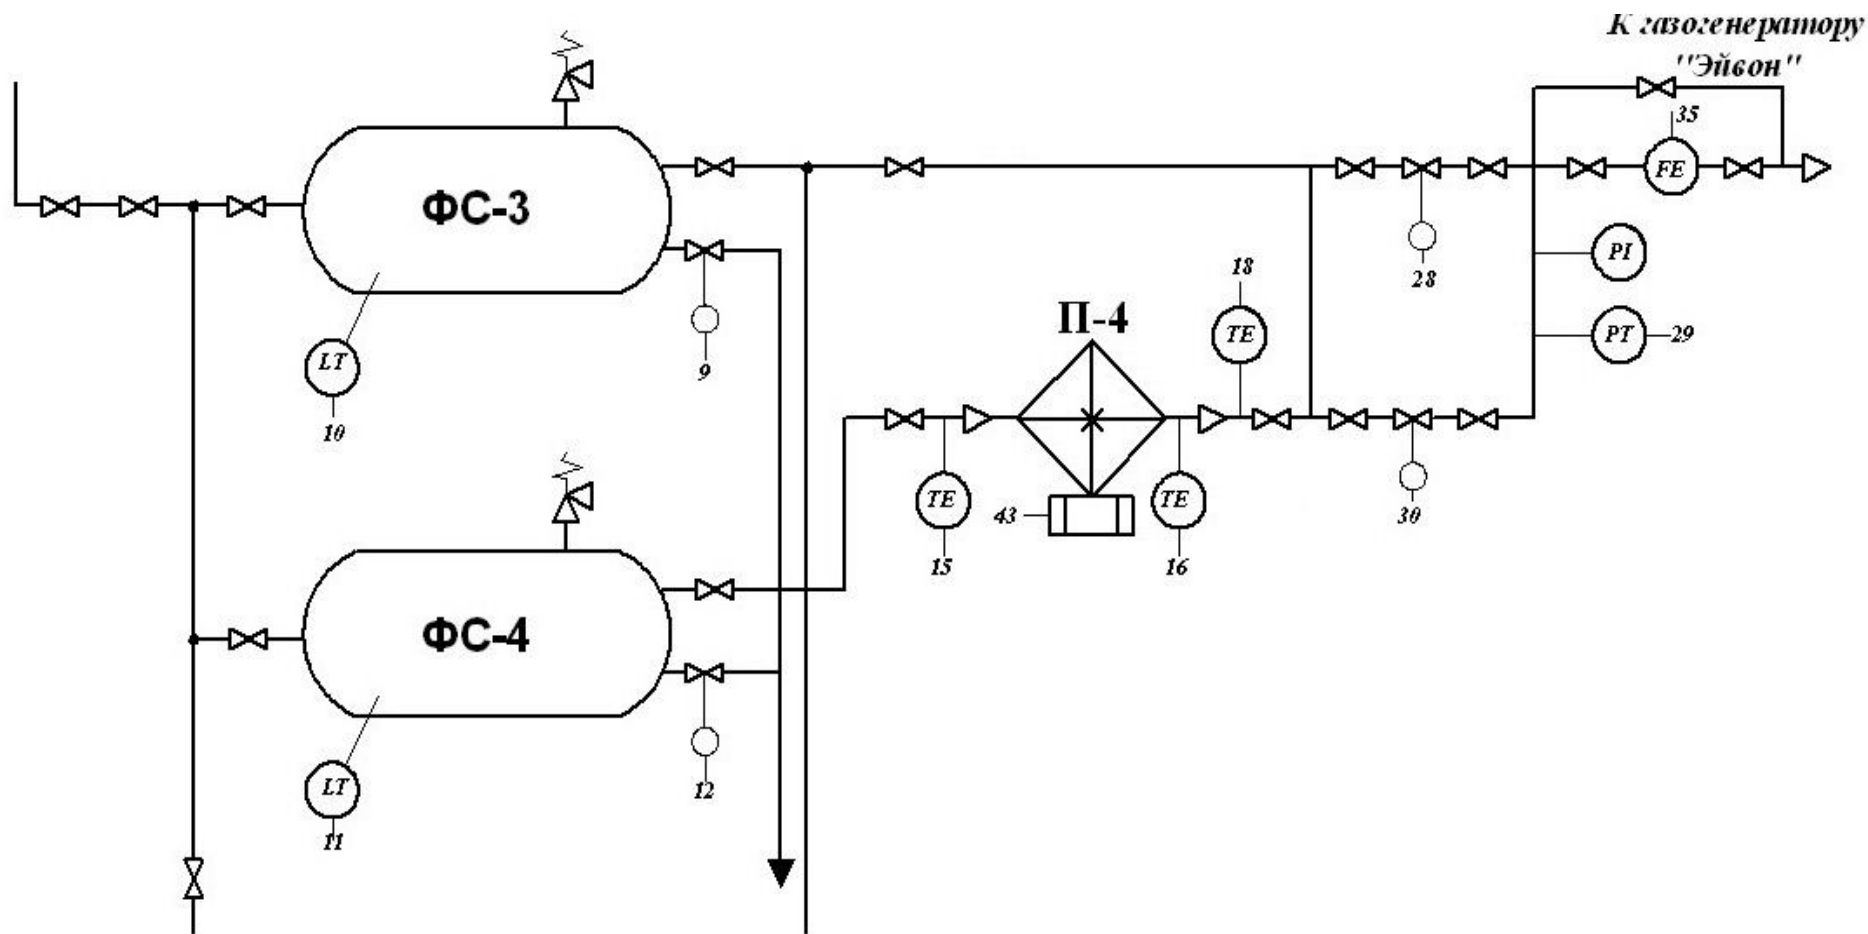 К газогенератору
"Эйвон"
35
ФС-3
FE
PI
28
18
П-4
TE
PT
29
LT
9
10
TE
TE
43
30
15
16
ФС-4
LT
12
11